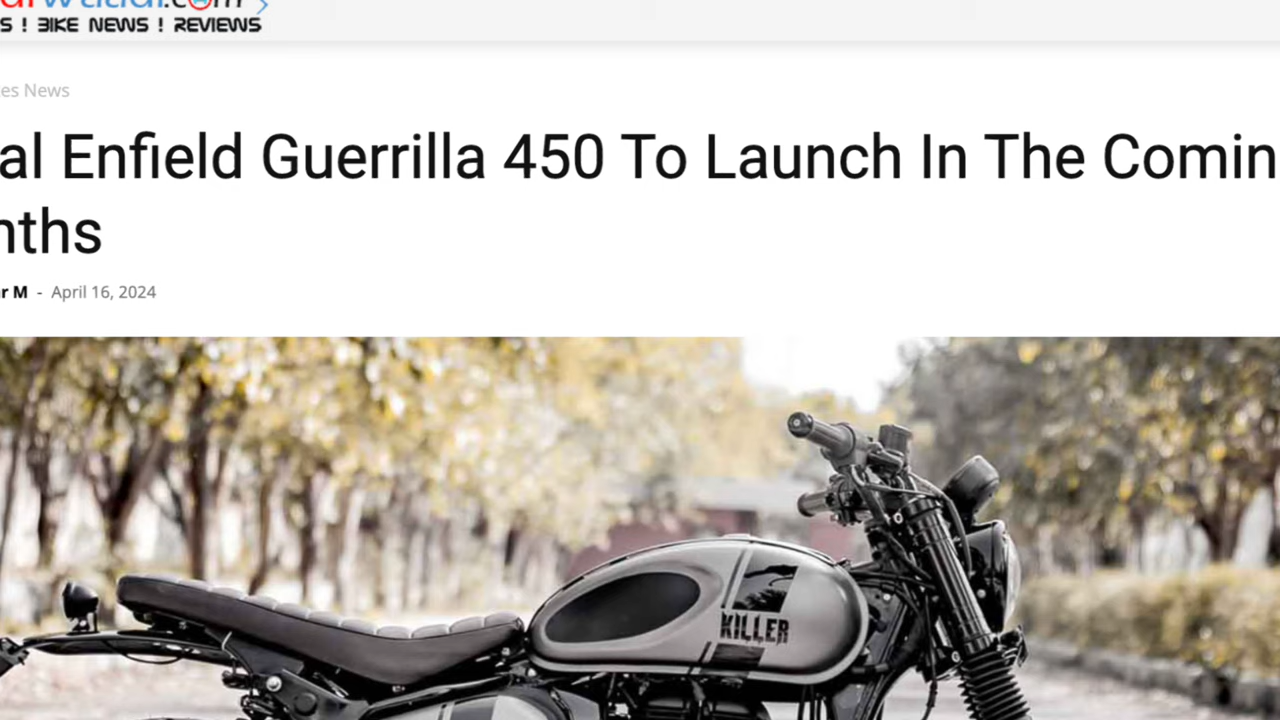 S ! BIKE NEWS ! REVIEWS
es News
al Enfield Guerrilla 450 To Launch In The Comin
nths
r M - April 16, 2024
KILLER